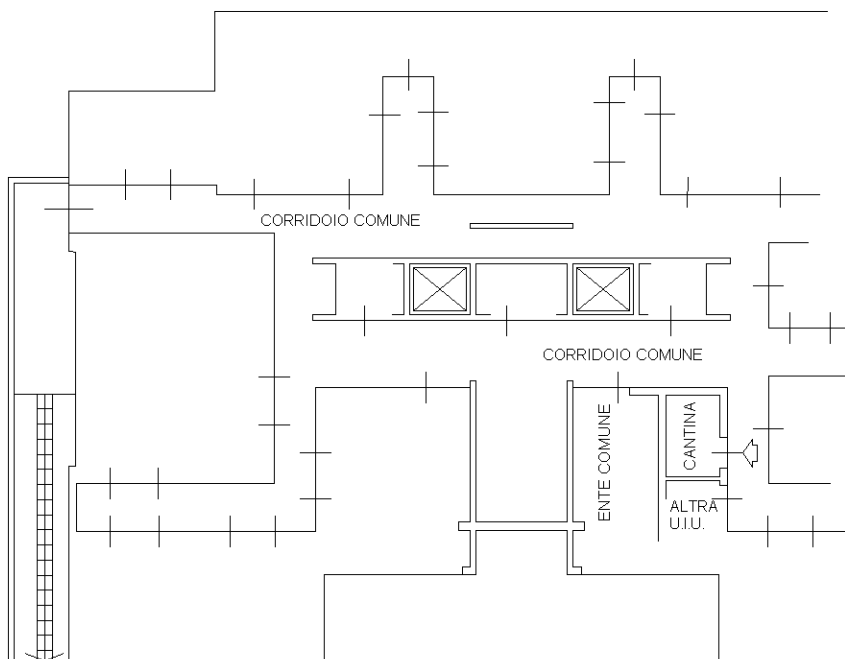 CORRIDOIO COMUNE
CORRIDOIO COMUNE
ENTE COMUNE
CANTINA
ALTRA
U.I.U.